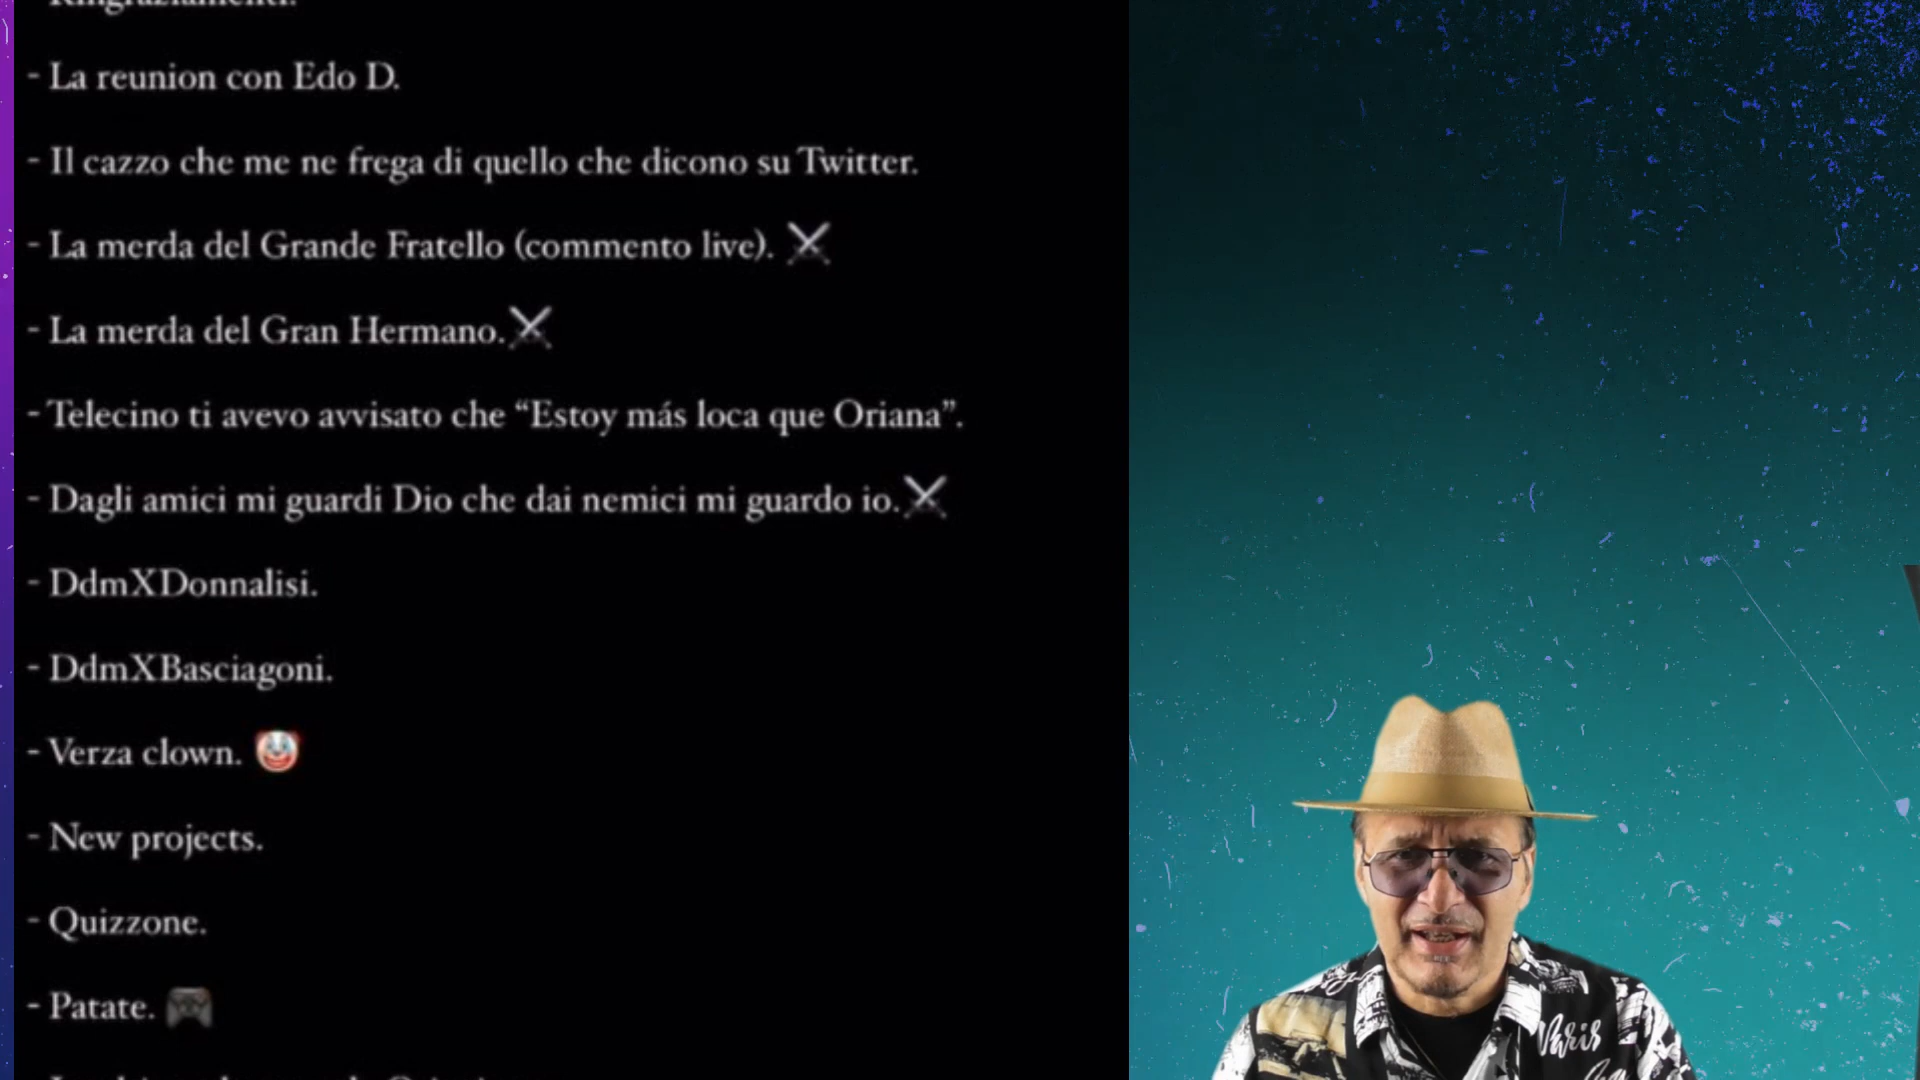 Ringraziamenti.
- La reunion con Edo D.
- Il cazzo che me ne frega di quello che dicono su Twitter.
- La merda del Grande Fratello (commento live). ⚔
- La merda del Gran Hermano.⚔
- Telecino ti avevo avvisato che “Estoy más loca que Oriana”.
- Dagli amici mi guardi Dio che dai nemici mi guardo io.⚔
- DdmXDonnalisi.
- DdmXBasciagoni.
- Verza clown. 🤡
- New projects.
- Quizzone.
- Patate. 🎮
Paris